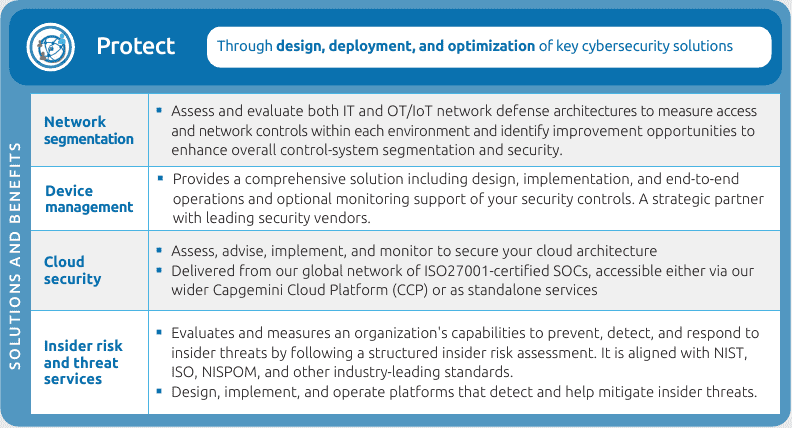 Protect
Through design, deployment, and optimization of key cybersecurity solutions
SOLUTIONS AND BENEFITS
Network
segmentation
▪ Assess and evaluate both IT and OT/IoT network defense architectures to measure access
and network controls within each environment and identify improvement opportunities to
enhance overall control-system segmentation and security.
Device
management
▪ Provides a comprehensive solution including design, implementation, and end-to-end
operations and optional monitoring support of your security controls. A strategic partner
with leading security vendors.
Cloud
security
▪ Assess, advise, implement, and monitor to secure your cloud architecture
▪ Delivered from our global network of ISO27001-certified SOCs, accessible either via our
wider Capgemini Cloud Platform (CCP) or as standalone services
Insider risk
and threat
services
▪ Evaluates and measures an organization's capabilities to prevent, detect, and respond to
insider threats by following a structured insider risk assessment. It is aligned with NIST,
ISO, NISPOM, and other industry-leading standards.
▪ Design, implement, and operate platforms that detect and help mitigate insider threats.